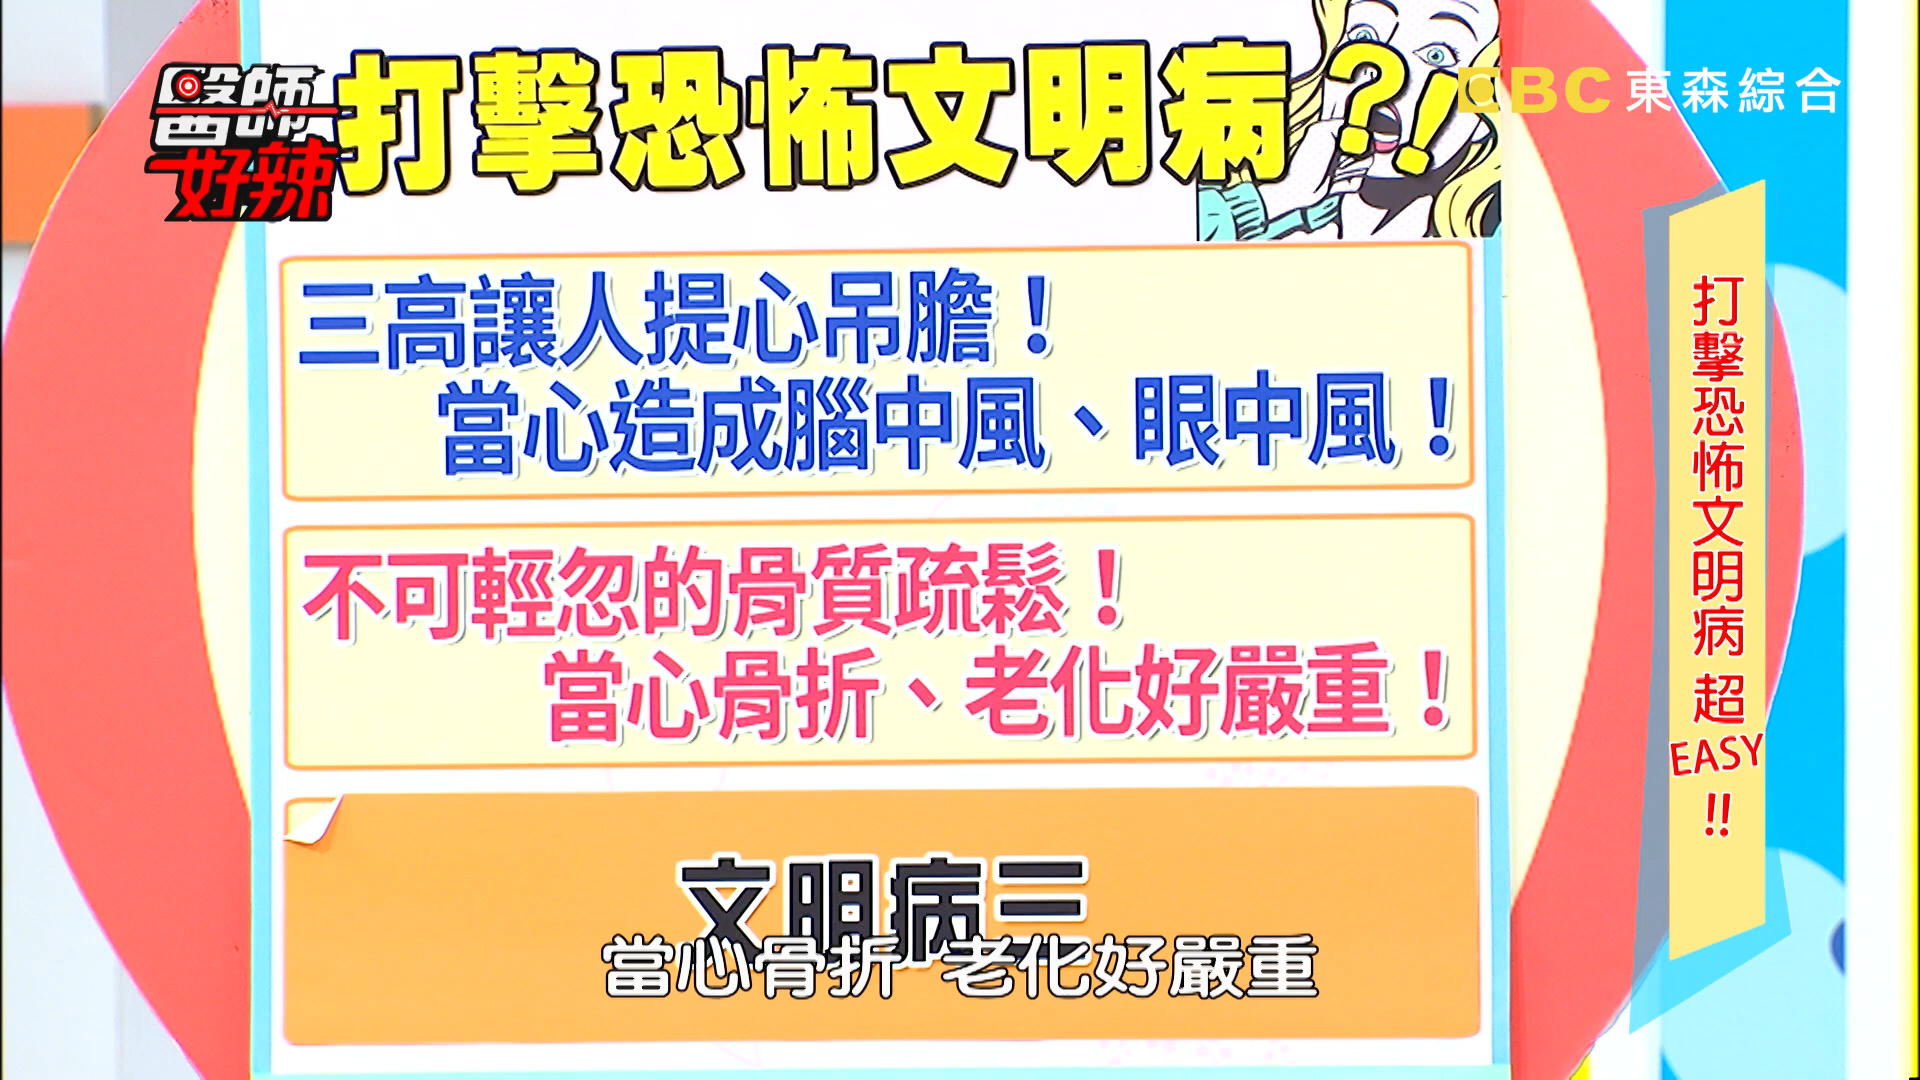 醫師
好辣
打擊恐怖文明病?!
EBC 東森綜合
三高讓人提心吊膽！
當心造成腦中風、眼中風！
不可輕忽的骨質疏鬆！
當心骨折、老化好嚴重！
文明病三
當心骨折 老化好嚴重
打擊恐怖文明病 超
EASY
!!